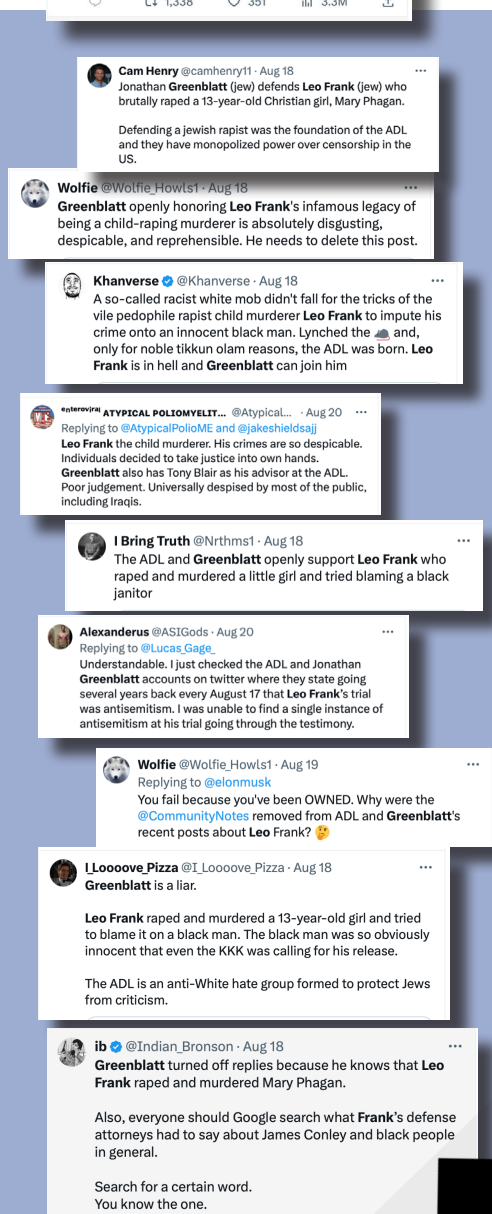 1,338 351 3.3M
Cam Henry @camhenry11 · Aug 18
Jonathan Greenblatt (jew) defends Leo Frank (jew) who
brutally raped a 13-year-old Christian girl, Mary Phagan.
Defending a jewish rapist was the foundation of the ADL
and they have monopolized power over censorship in the
US.
Wolfie @Wolfie_Howls1 · Aug 18
Greenblatt openly honoring Leo Frank's infamous legacy of
being a child-raping murderer is absolutely disgusting,
despicable, and reprehensible. He needs to delete this post.
Khanverse @Khanverse · Aug 18
A so-called racist white mob didn't fall for the tricks of the
vile pedophile rapist child murderer Leo Frank to impute his
crime onto an innocent black man. Lynched the 🐀 and,
only for noble tikkun olam reasons, the ADL was born. Leo
Frank is in hell and Greenblatt can join him
ᵉⁿᵗᵉʳᵒᵛⁱʳᵃˡ ATYPICAL POLIOMYELIT... @Atypical... · Aug 20
Replying to @AtypicalPolioME and @jakeshieldsajj
Leo Frank the child murderer. His crimes are so despicable.
Individuals decided to take justice into own hands.
Greenblatt also has Tony Blair as his advisor at the ADL.
Poor judgement. Universally despised by most of the public,
including Iraqis.
I Bring Truth @Nrthms1 · Aug 18
The ADL and Greenblatt openly support Leo Frank who
raped and murdered a little girl and tried blaming a black
janitor
Alexanderus @ASIGods · Aug 20
Replying to @Lucas_Gage_
Understandable. I just checked the ADL and Jonathan
Greenblatt accounts on twitter where they state going
several years back every August 17 that Leo Frank's trial
was antisemitism. I was unable to find a single instance of
antisemitism at his trial going through the testimony.
Wolfie @Wolfie_Howls1 · Aug 19
Replying to @elonmusk
You fail because you've been OWNED. Why were the
@CommunityNotes removed from ADL and Greenblatt's
recent posts about Leo Frank? 🤔
I_Loooove_Pizza @I_Loooove_Pizza · Aug 18
Greenblatt is a liar.
Leo Frank raped and murdered a 13-year-old girl and tried
to blame it on a black man. The black man was so obviously
innocent that even the KKK was calling for his release.
The ADL is an anti-White hate group formed to protect Jews
from criticism.
ib @Indian_Bronson · Aug 18
Greenblatt turned off replies because he knows that Leo
Frank raped and murdered Mary Phagan.
Also, everyone should Google search what Frank's defense
attorneys had to say about James Conley and black people
in general.
Search for a certain word.
You know the one.